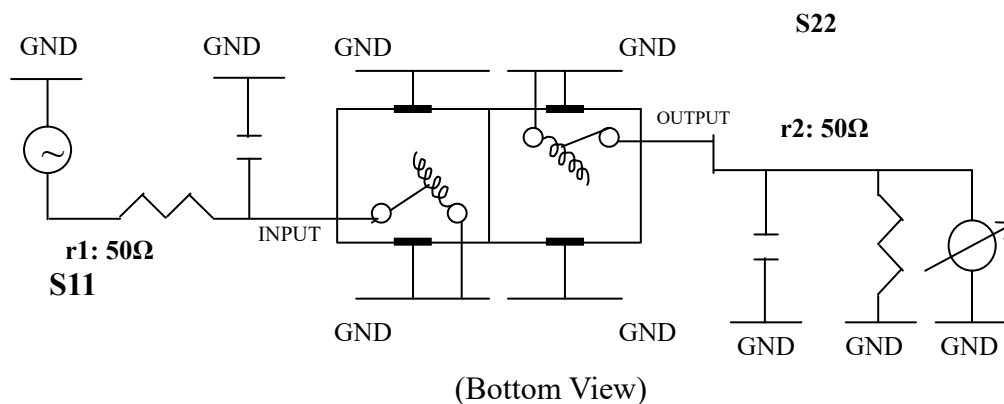 S22
GND GND GND GND
OUTPUT
r2: 50Ω
~
INPUT
r1: 50Ω
S11
GND GND
GND GND GND
(Bottom View)